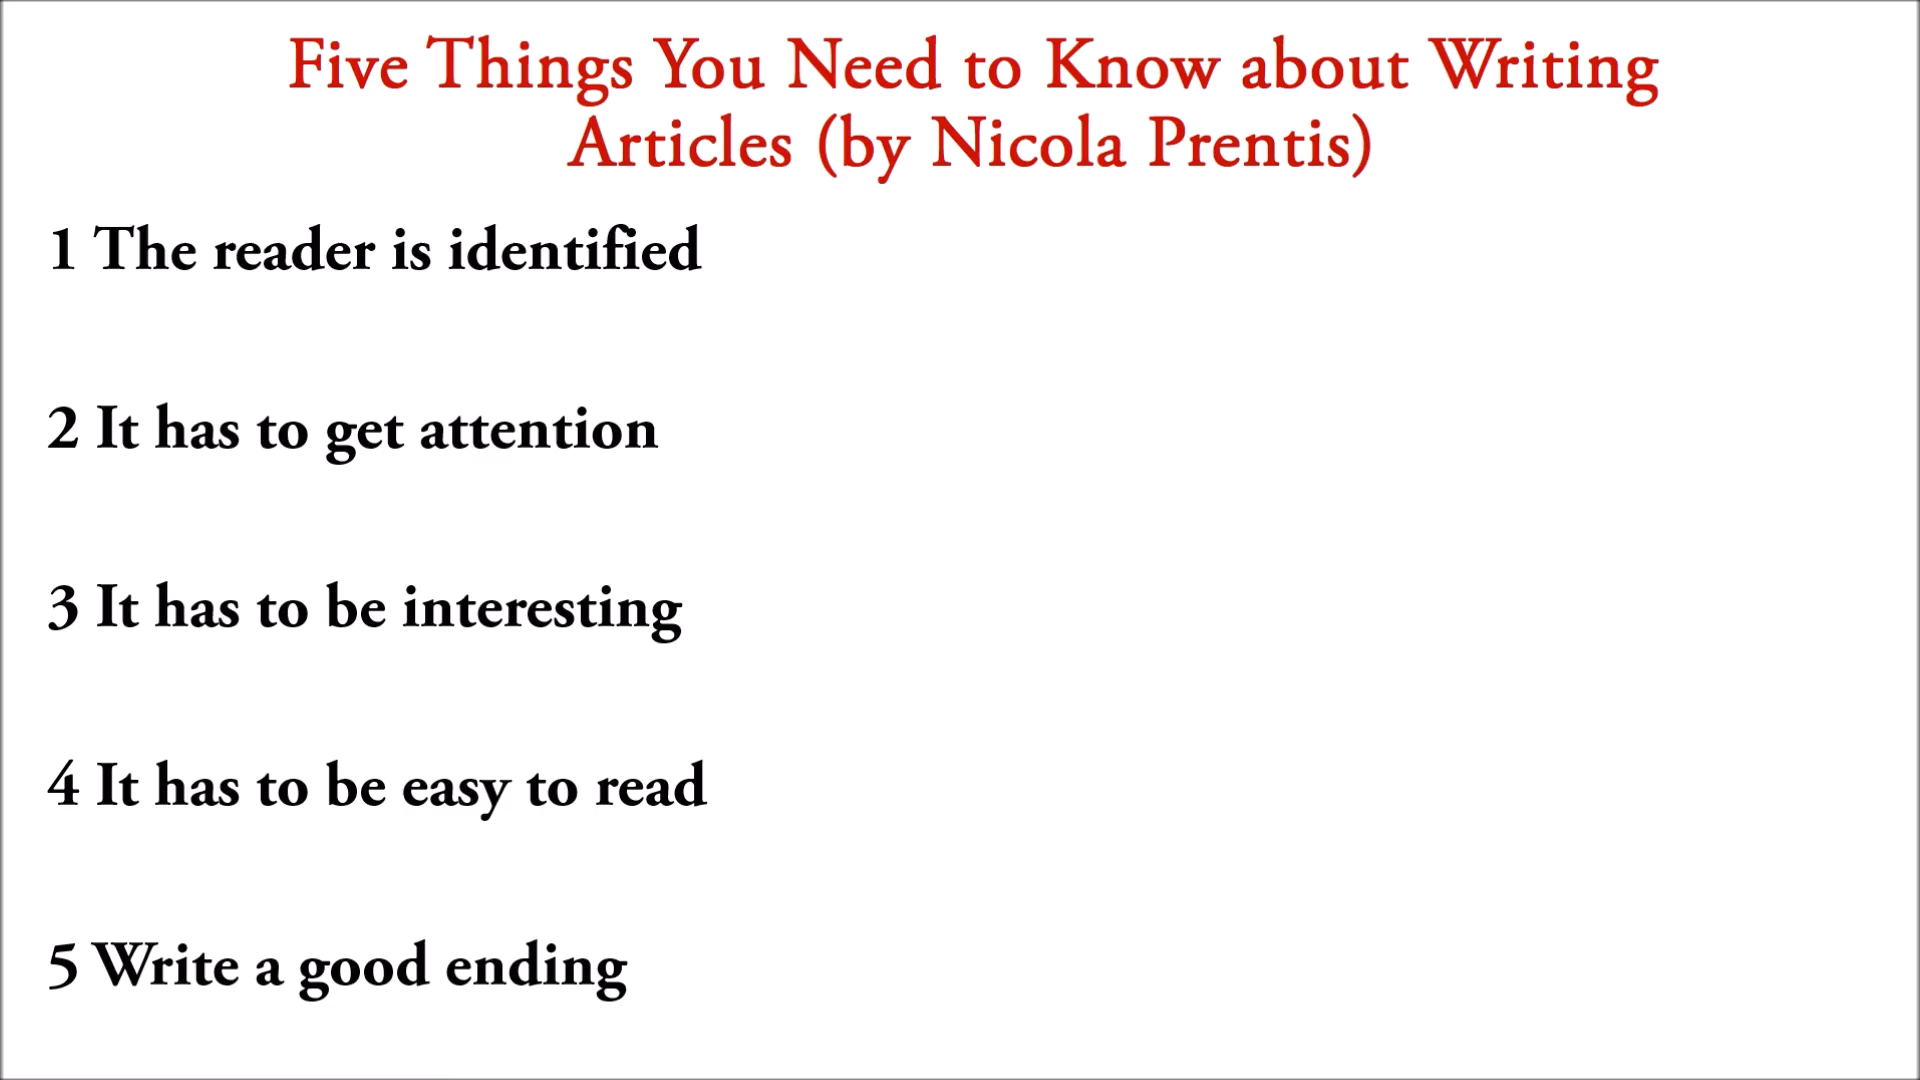 Five Things You Need to Know about Writing
Articles (by Nicola Prentis)
1 The reader is identified
2 It has to get attention
3 It has to be interesting
4 It has to be easy to read
5 Write a good ending